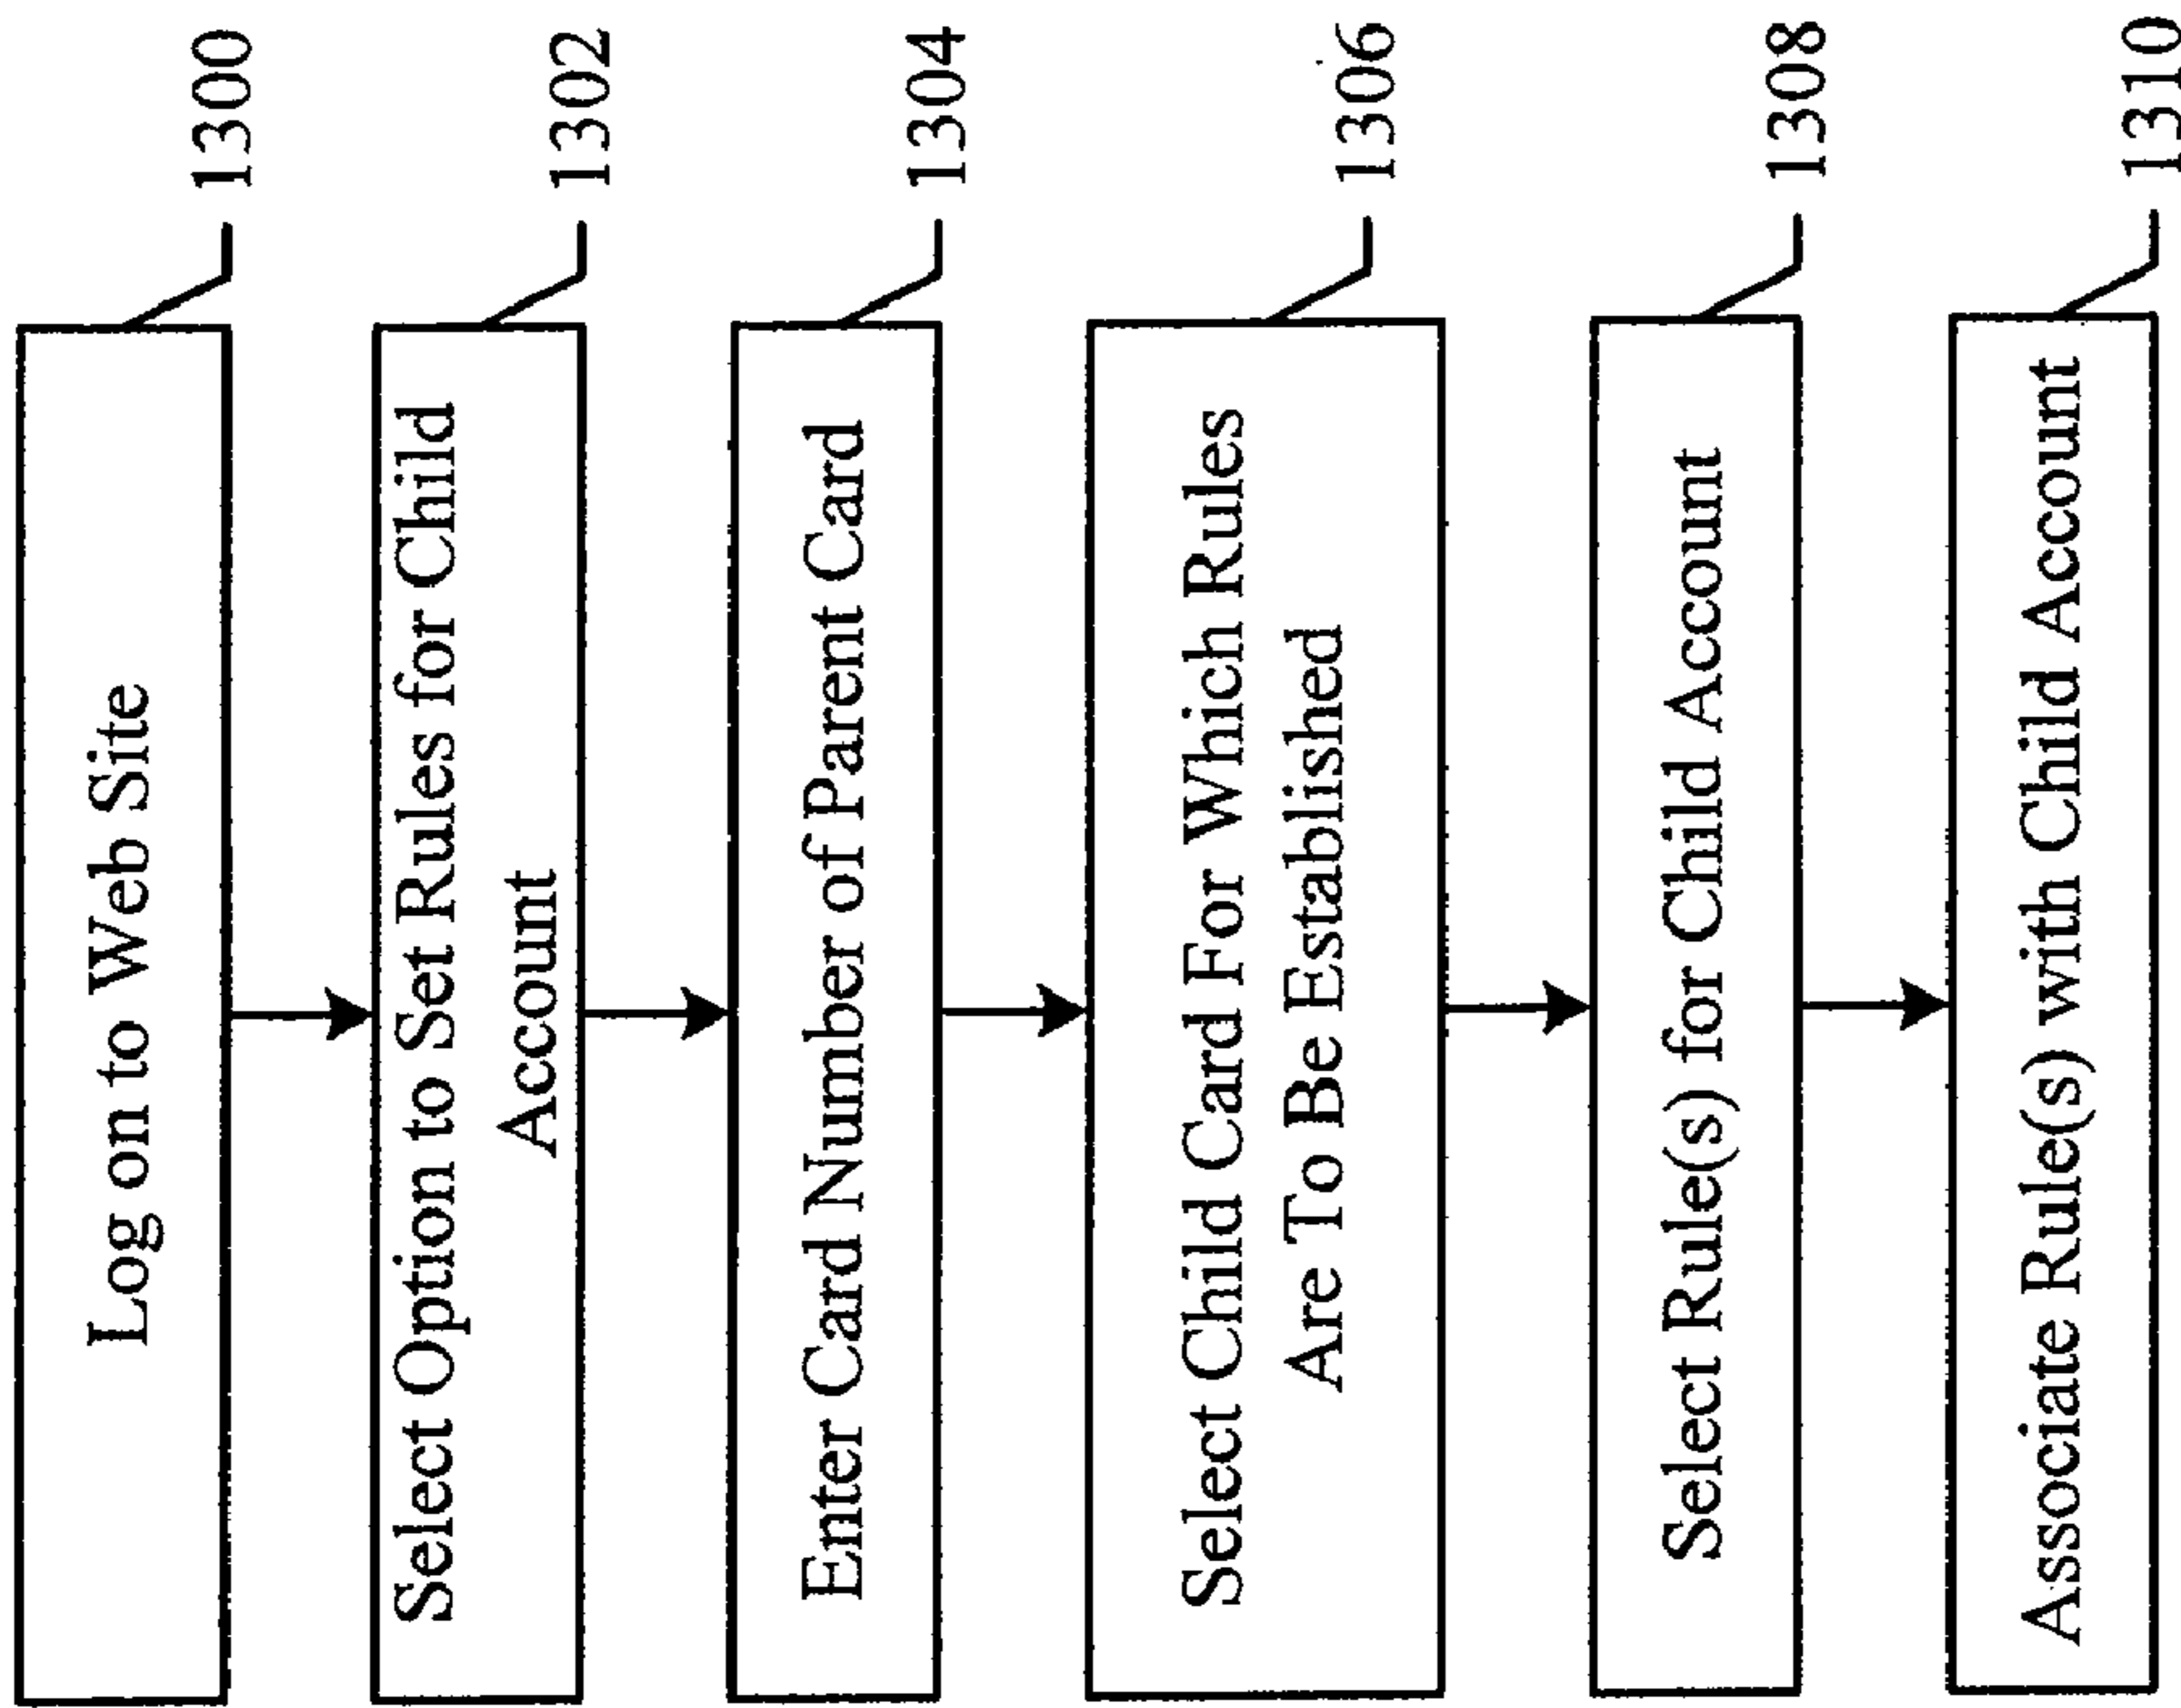 Log on to Web Site
1300
Select Option to Set Rules for Child
Account
1302
Enter Card Number of Parent Card
1304
Select Child Card For Which Rules
Are To Be Established
1306
Select Rule(s) for Child Account
1308
Associate Rule(s) with Child Account
1310